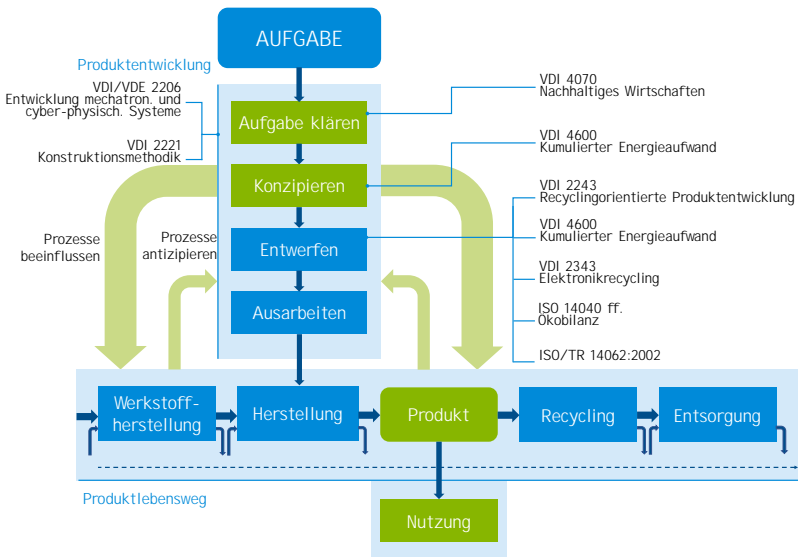 AUFGABE
Produktentwicklung
VDI/VDE 2206
Entwicklung mechatron. und
cyber-physisch. Systeme
VDI 2221
Konstruktionsmethodik
Aufgabe klären
Konzipieren
Entwerfen
Ausarbeiten
VDI 4070
Nachhaltiges Wirtschaften
VDI 4600
Kumulierter Energieaufwand
VDI 2243
Recyclingorientierte Produktentwicklung
VDI 4600
Kumulierter Energieaufwand
VDI 2343
Elektronikrecycling
ISO 14040 ff.
Ökobilanz
ISO/TR 14062:2002
Prozesse
beeinflussen
Prozesse
antizipieren
Werkstoff-
herstellung
Herstellung
Produkt
Recycling
Entsorgung
Produktlebensweg
Nutzung